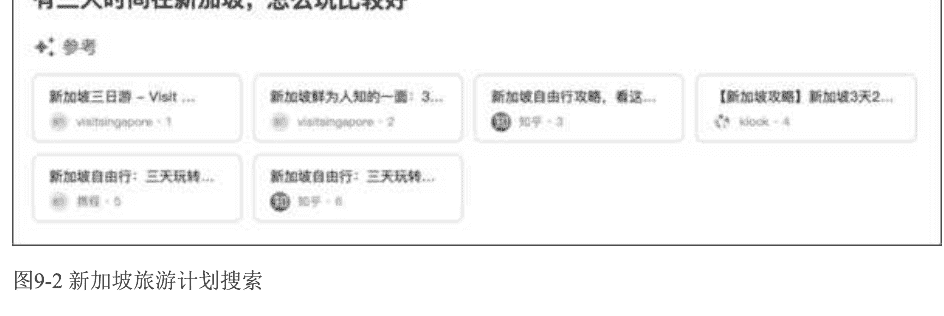 有三天时间在新加坡，怎么玩比较好
参考
新加坡三日游 – Visit ...
新加坡鲜为人知的一面：3...
新加坡自由行攻略，看这...
【新加坡攻略】新加坡3天2...
visitsingapore · 1
visitsingapore · 2
知乎 · 3
klook · 4
新加坡自由行：三天玩转...
新加坡自由行：三天玩转...
携程 · 5
知乎 · 6
图9-2 新加坡旅游计划搜索